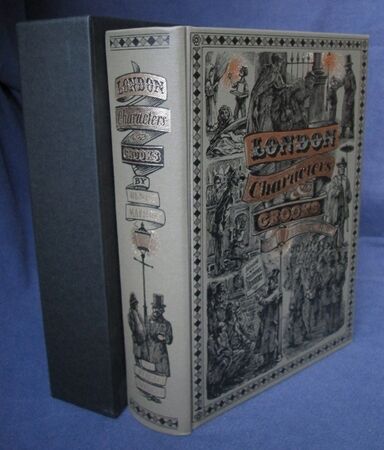 LONDON
Characters
&
CROOKS
BY
HENRY
MAYHEW
LONDON
Characters
&
CROOKS